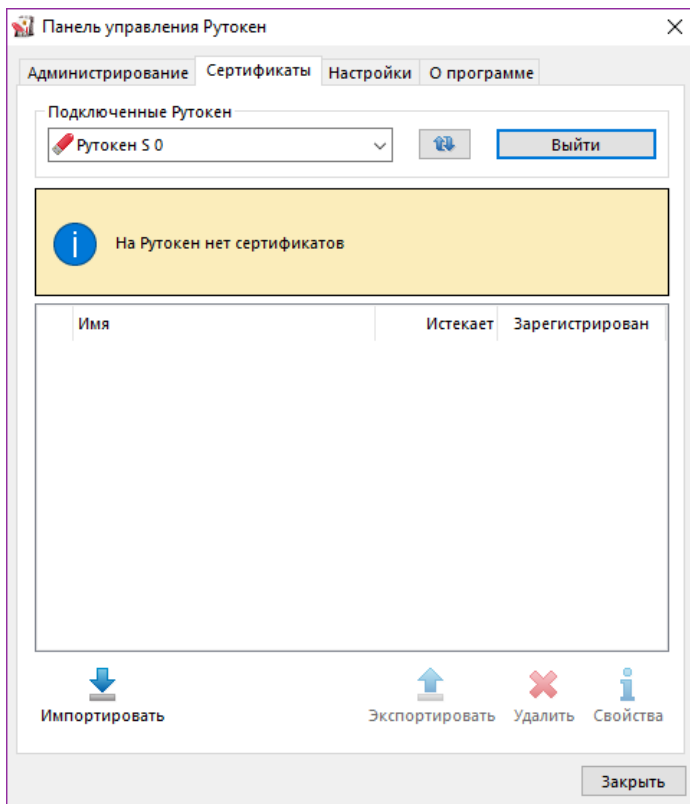 Панель управления Рутокен
Администрирование Сертификаты Настройки О программе
Подключенные Рутокен
Рутокен S 0 Выйти
На Рутокен нет сертификатов
Имя Истекает Зарегистрирован
Импортировать Экспортировать Удалить Свойства
Закрыть